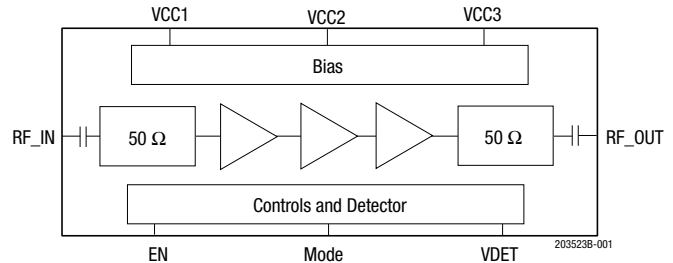 VCC1 VCC2 VCC3
Bias
RF_IN 50 Ω 50 Ω RF_OUT
Controls and Detector
EN Mode VDET
203523B-001